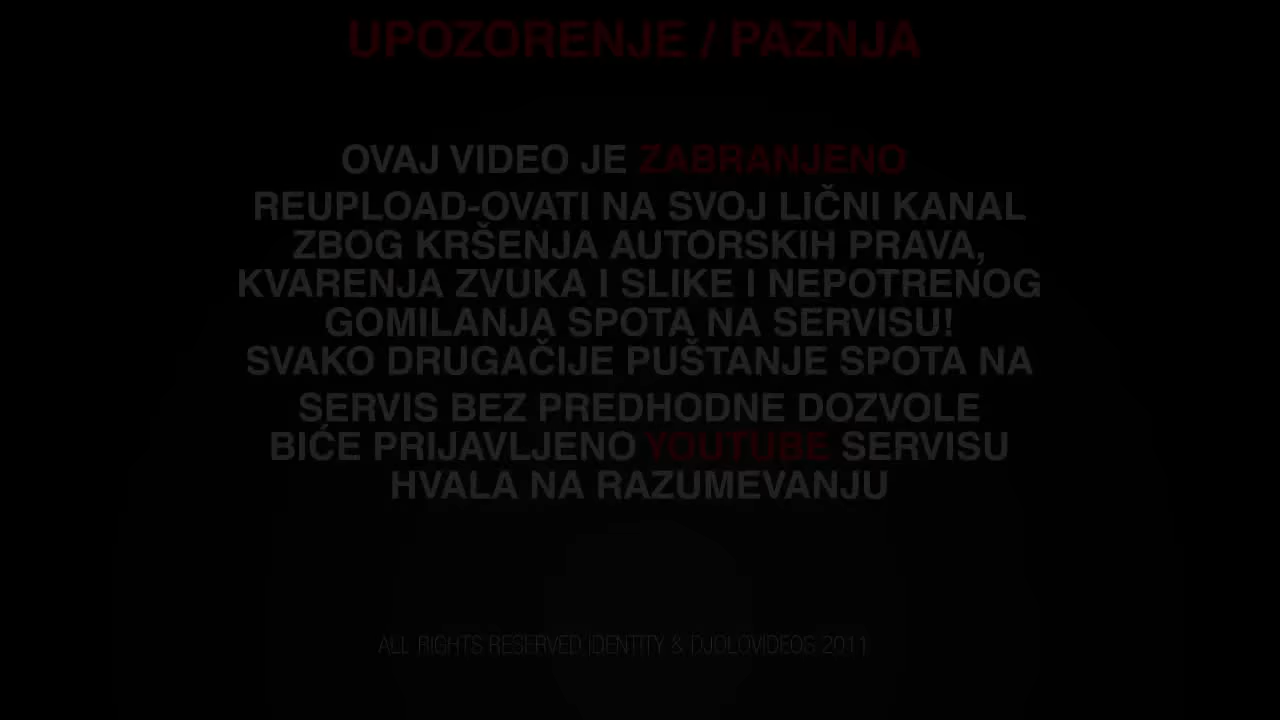 UPOZORENJE / PAZNJA
OVAJ VIDEO JE ZABRANJENO
REUPLOAD-OVATI NA SVOJ LIČNI KANAL
ZBOG KRŠENJA AUTORSKIH PRAVA,
KVARENJA ZVUKA I SLIKE I NEPOTRENOG
GOMILANJA SPOTA NA SERVISU!
SVAKO DRUGAČIJE PUŠTANJE SPOTA NA
SERVIS BEZ PREDHODNE DOZVOLE
BIĆE PRIJAVLJENO YOUTUBE SERVISU
HVALA NA RAZUMEVANJU
ALL RIGHTS RESERVED IDENTITY & DJOLOVIDEOS 2011